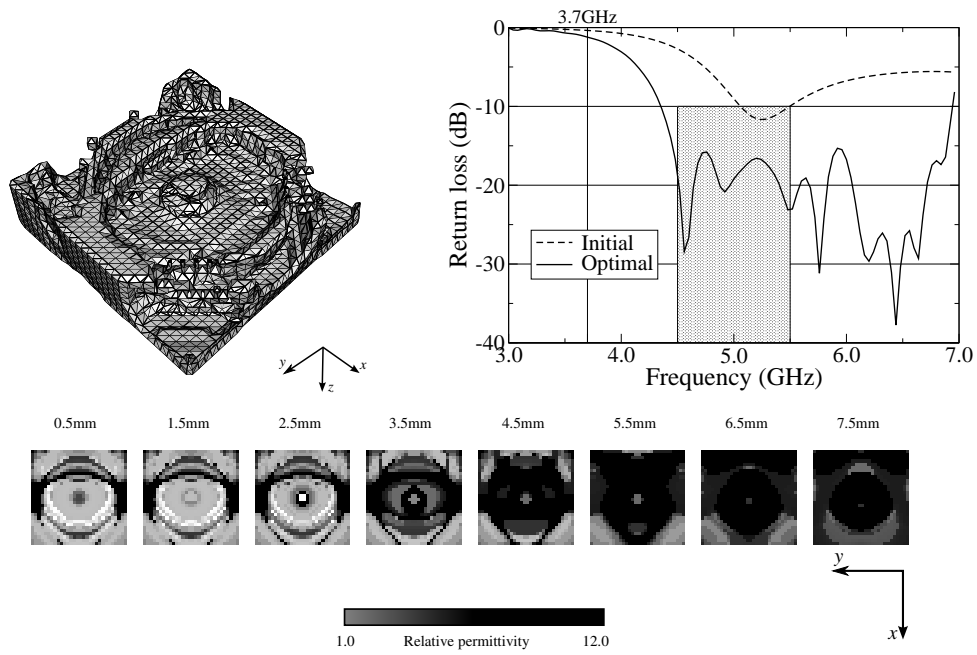 3.7GHz
0
-10
-20
-30
-40
Return loss (dB)
Initial
Optimal
3.0
4.0
5.0
6.0
7.0
Frequency (GHz)
y
x
z
0.5mm
1.5mm
2.5mm
3.5mm
4.5mm
5.5mm
6.5mm
7.5mm
y
x
1.0
Relative permittivity
12.0